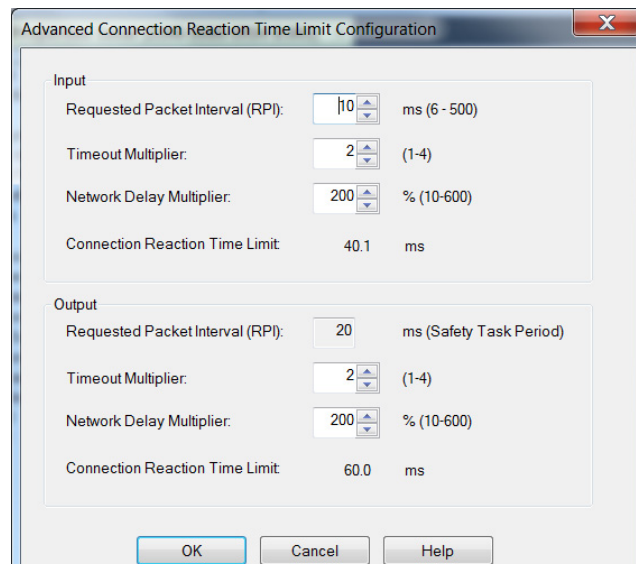 Advanced Connection Reaction Time Limit Configuration
X
Input
Requested Packet Interval (RPI): 10 ms (6 - 500)
Timeout Multiplier: 2 (1-4)
Network Delay Multiplier: 200 % (10-600)
Connection Reaction Time Limit: 40.1 ms
Output
Requested Packet Interval (RPI): 20 ms (Safety Task Period)
Timeout Multiplier: 2 (1-4)
Network Delay Multiplier: 200 % (10-600)
Connection Reaction Time Limit: 60.0 ms
OK Cancel Help